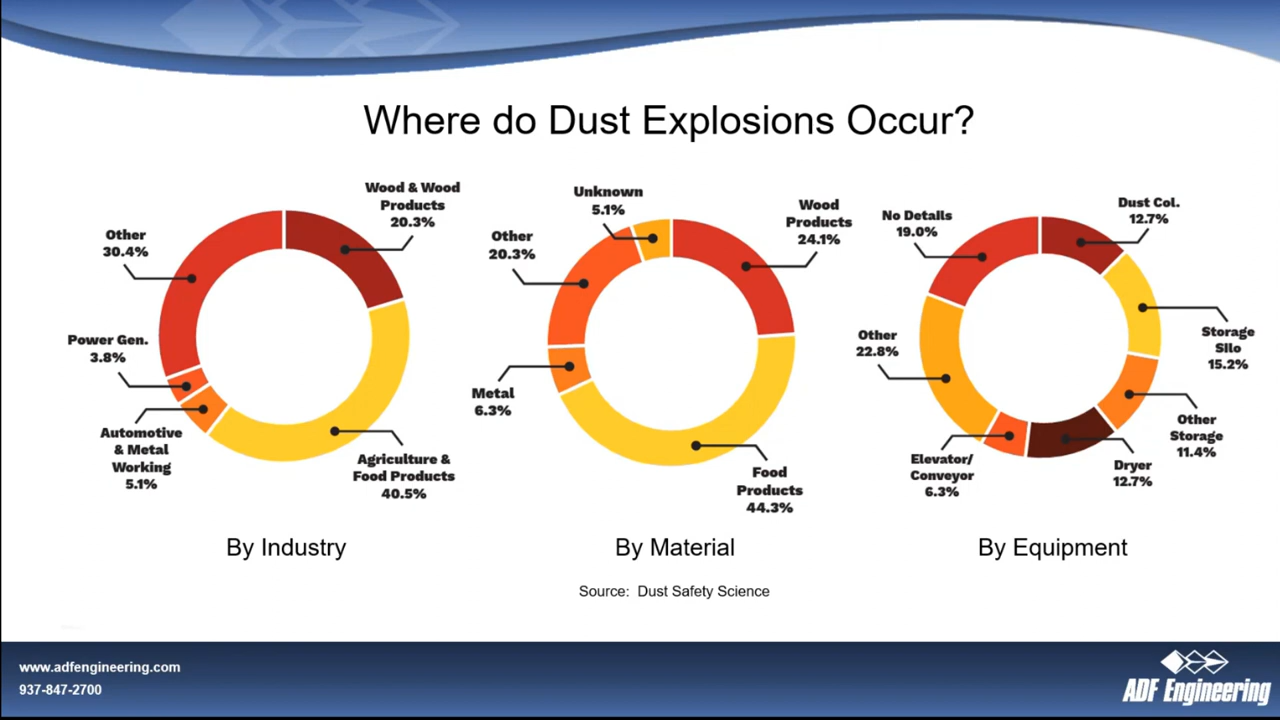 Where do Dust Explosions Occur?
Wood & Wood
Products
20.3%
Other
30.4%
Power Gen.
3.8%
Automotive
& Metal
Working
5.1%
Agriculture &
Food Products
40.5%
By Industry
Unknown
5.1%
Wood
Products
24.1%
Other
20.3%
Metal
6.3%
Food
Products
44.3%
By Material
Dust Col.
12.7%
No Details
19.0%
Storage
Silo
15.2%
Other
22.8%
Other
Storage
11.4%
Elevator/
Conveyor
6.3%
Dryer
12.7%
By Equipment
Source: Dust Safety Science
www.adfengineering.com
937-847-2700
ADF Engineering